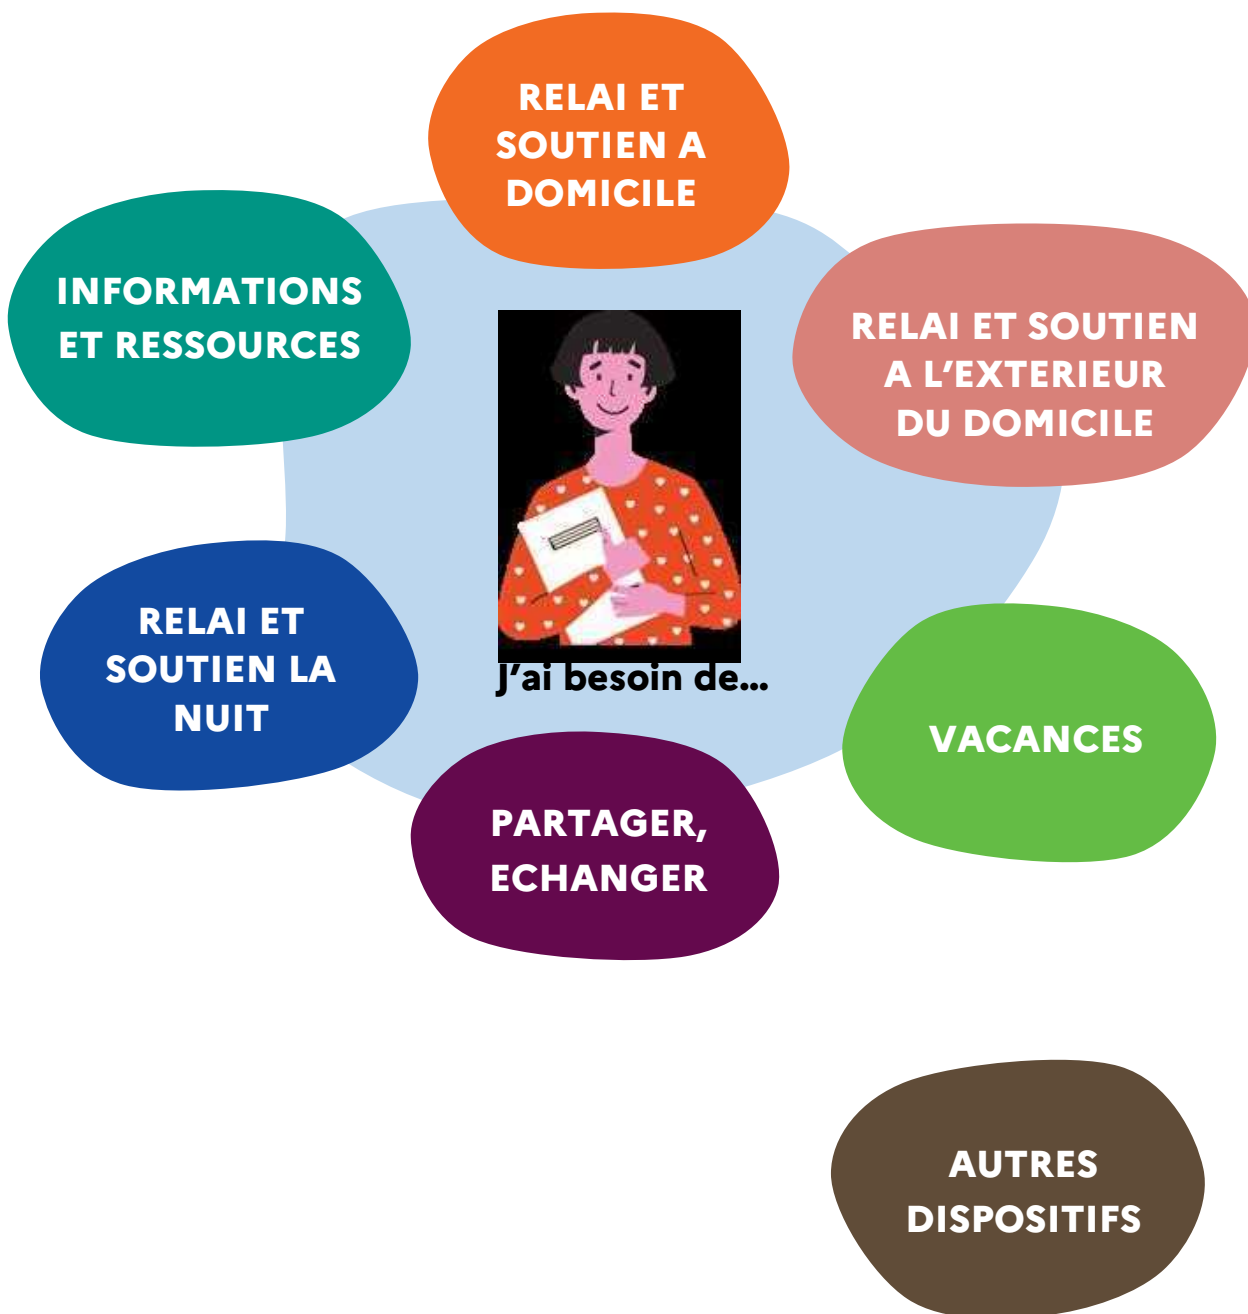 RELAI ET
SOUTIEN A
DOMICILE
INFORMATIONS
ET RESSOURCES
RELAI ET SOUTIEN
A L’EXTERIEUR
DU DOMICILE
RELAI ET
SOUTIEN LA
NUIT
J’ai besoin de...
VACANCES
PARTAGER,
ECHANGER
AUTRES
DISPOSITIFS